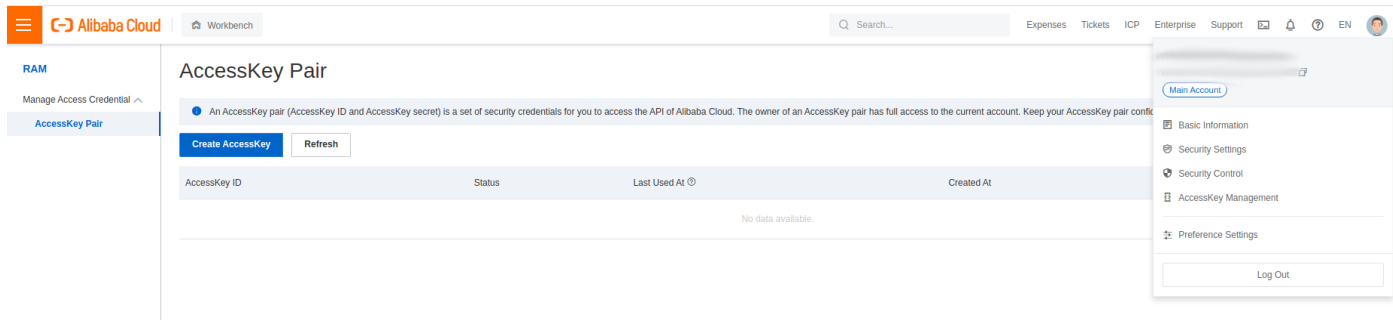 Alibaba Cloud Workbench Search... Expenses Tickets ICP Enterprise Support EN
RAM
Manage Access Credential
AccessKey Pair
AccessKey Pair
An AccessKey pair (AccessKey ID and AccessKey secret) is a set of security credentials for you to access the API of Alibaba Cloud. The owner of an AccessKey pair has full access to the current account. Keep your AccessKey pair
Create AccessKey Refresh
AccessKey ID Status Last Used At Created At
No data available.
Main Account
Basic Information
Security Settings
Security Control
AccessKey Management
Preference Settings
Log Out